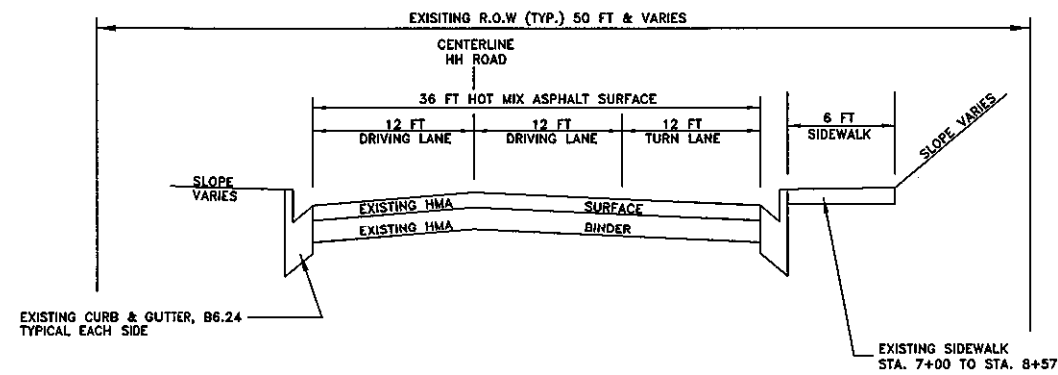 EXISITING R.O.W (TYP.) 50 FT & VARIES
CENTERLINE
HH ROAD
36 FT HOT MIX ASPHALT SURFACE
12 FT
DRIVING LANE
12 FT
DRIVING LANE
12 FT
TURN LANE
6 FT
SIDEWALK
SLOPE VARIES
SLOPE
VARIES
EXISTING HMA SURFACE
EXISTING HMA BINDER
EXISTING CURB & GUTTER, B6.24
TYPICAL EACH SIDE
EXISTING SIDEWALK
STA. 7+00 TO STA. 8+57